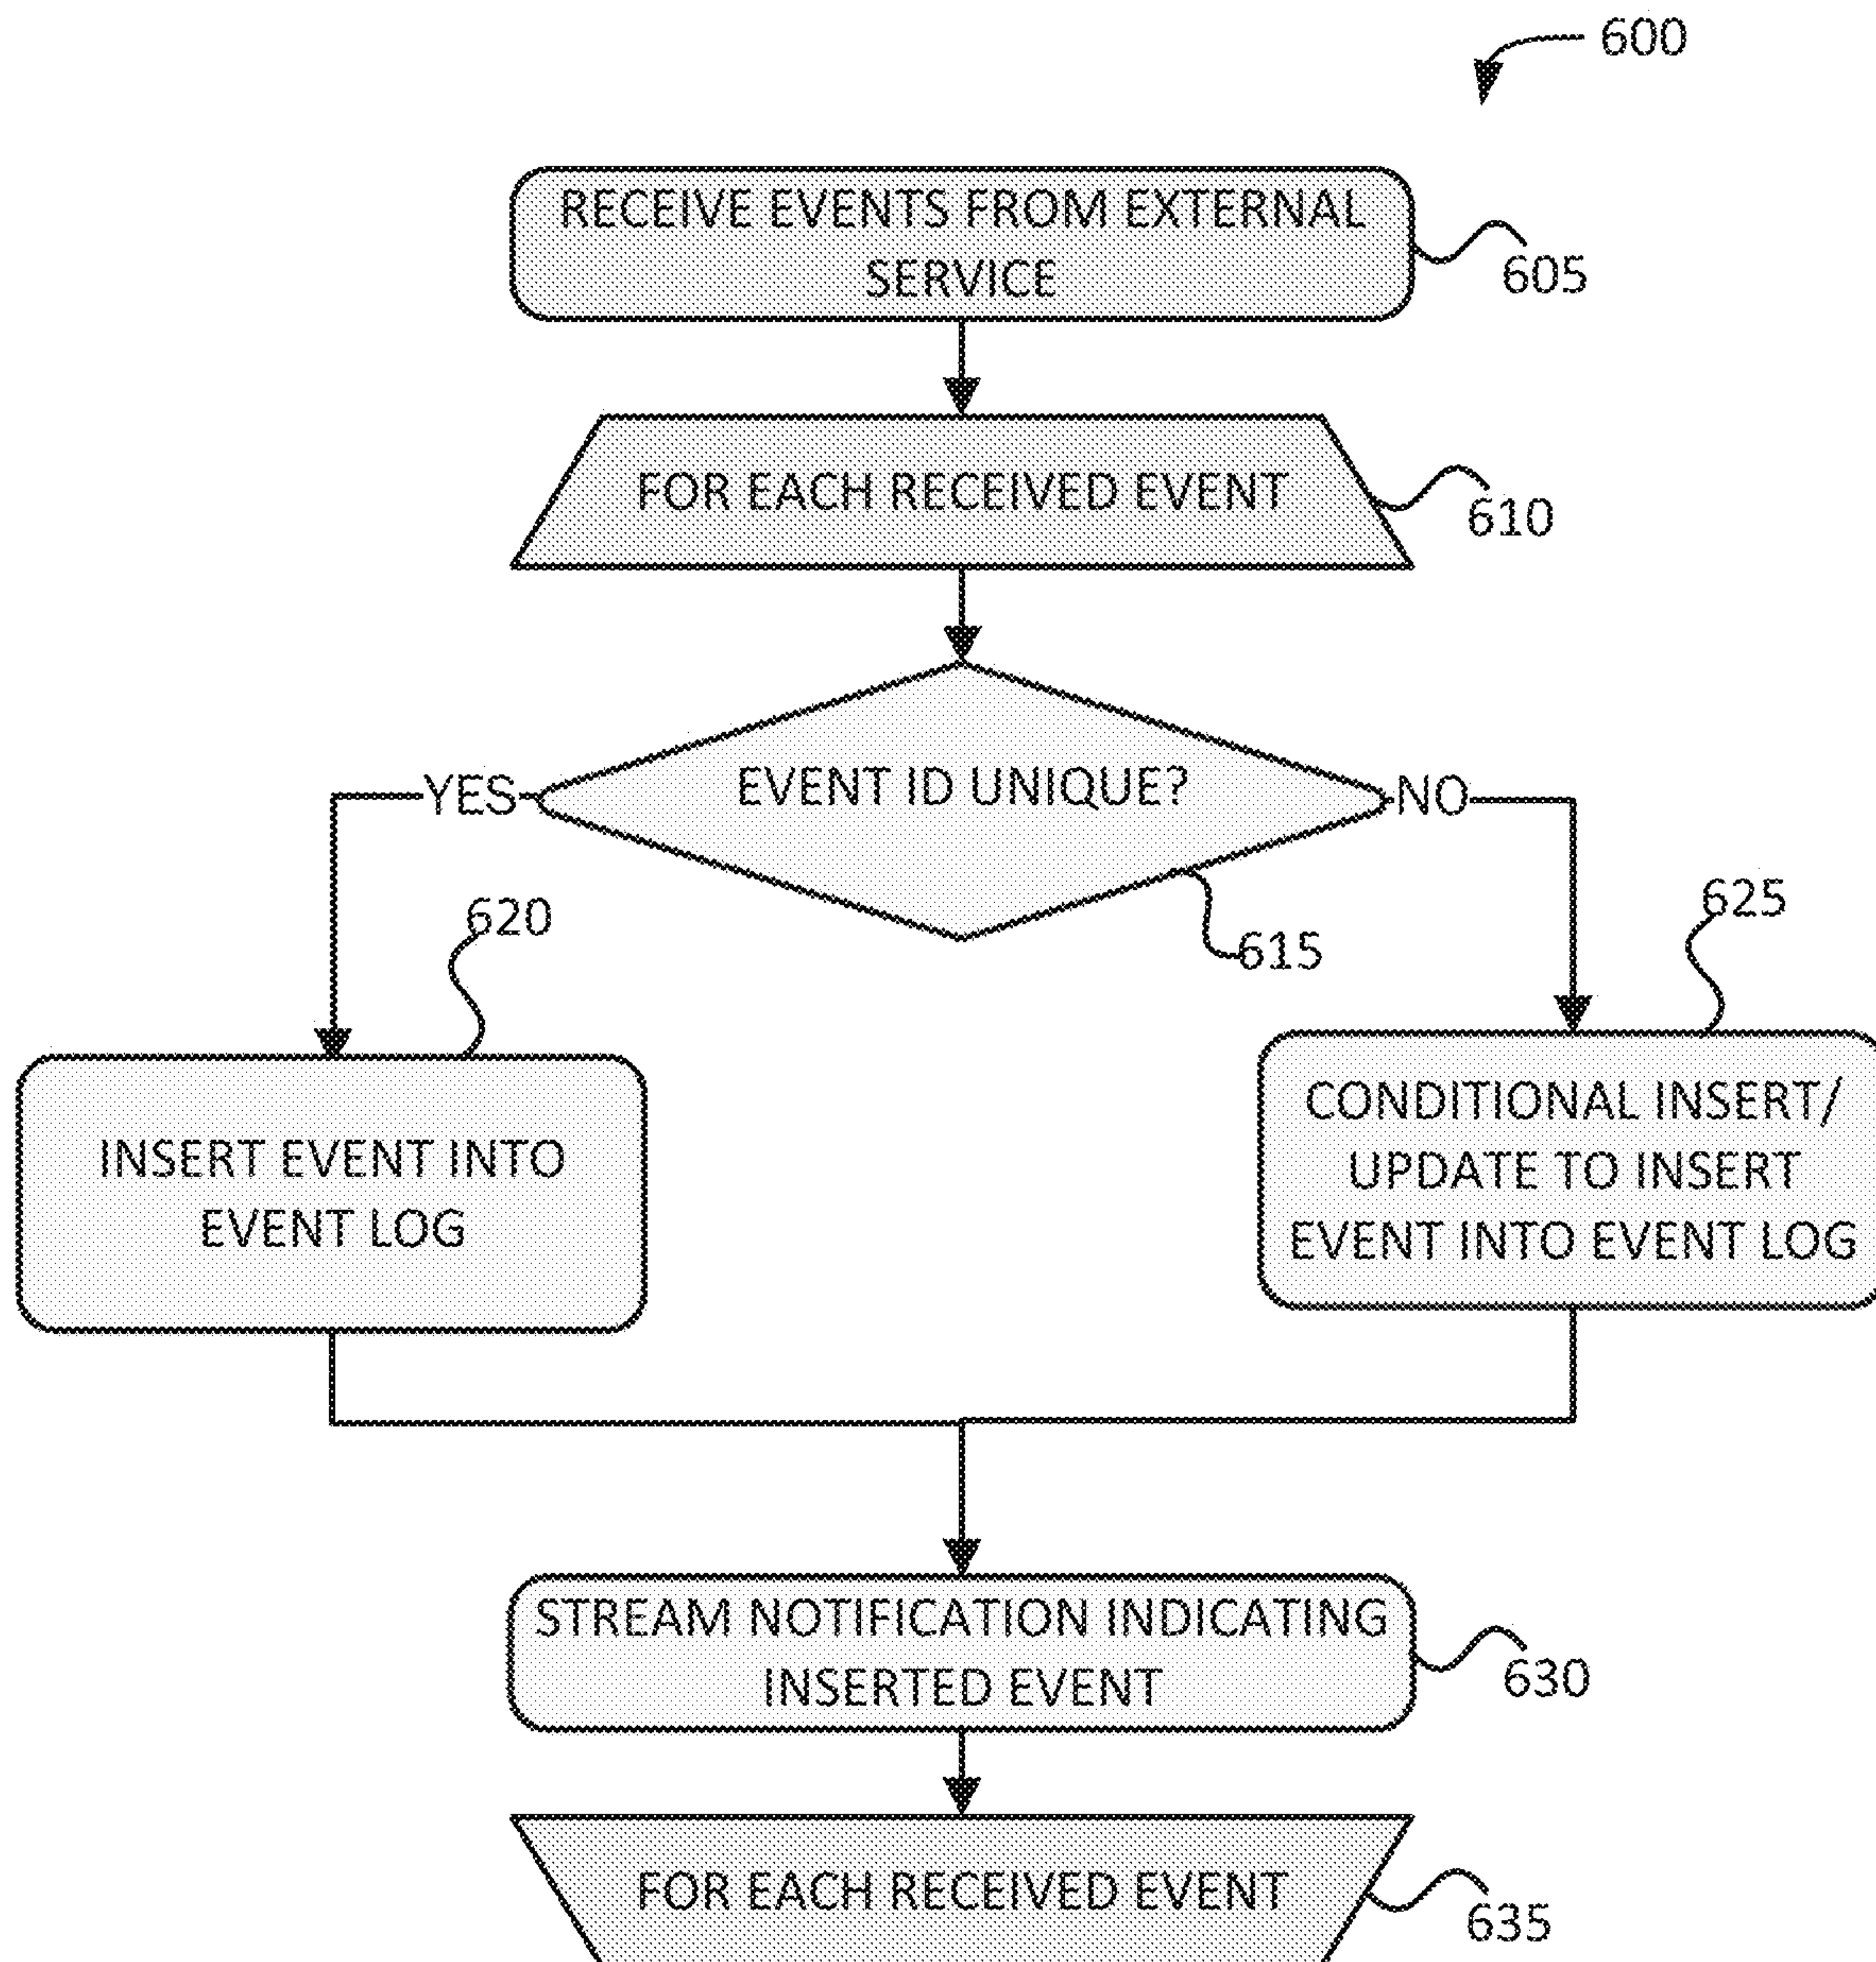 600
RECEIVE EVENTS FROM EXTERNAL
SERVICE
605
FOR EACH RECEIVED EVENT
610
EVENT ID UNIQUE?
YES
NO
615
620
625
INSERT EVENT INTO
EVENT LOG
CONDITIONAL INSERT/
UPDATE TO INSERT
EVENT INTO EVENT LOG
STREAM NOTIFICATION INDICATING
INSERTED EVENT
630
FOR EACH RECEIVED EVENT
635